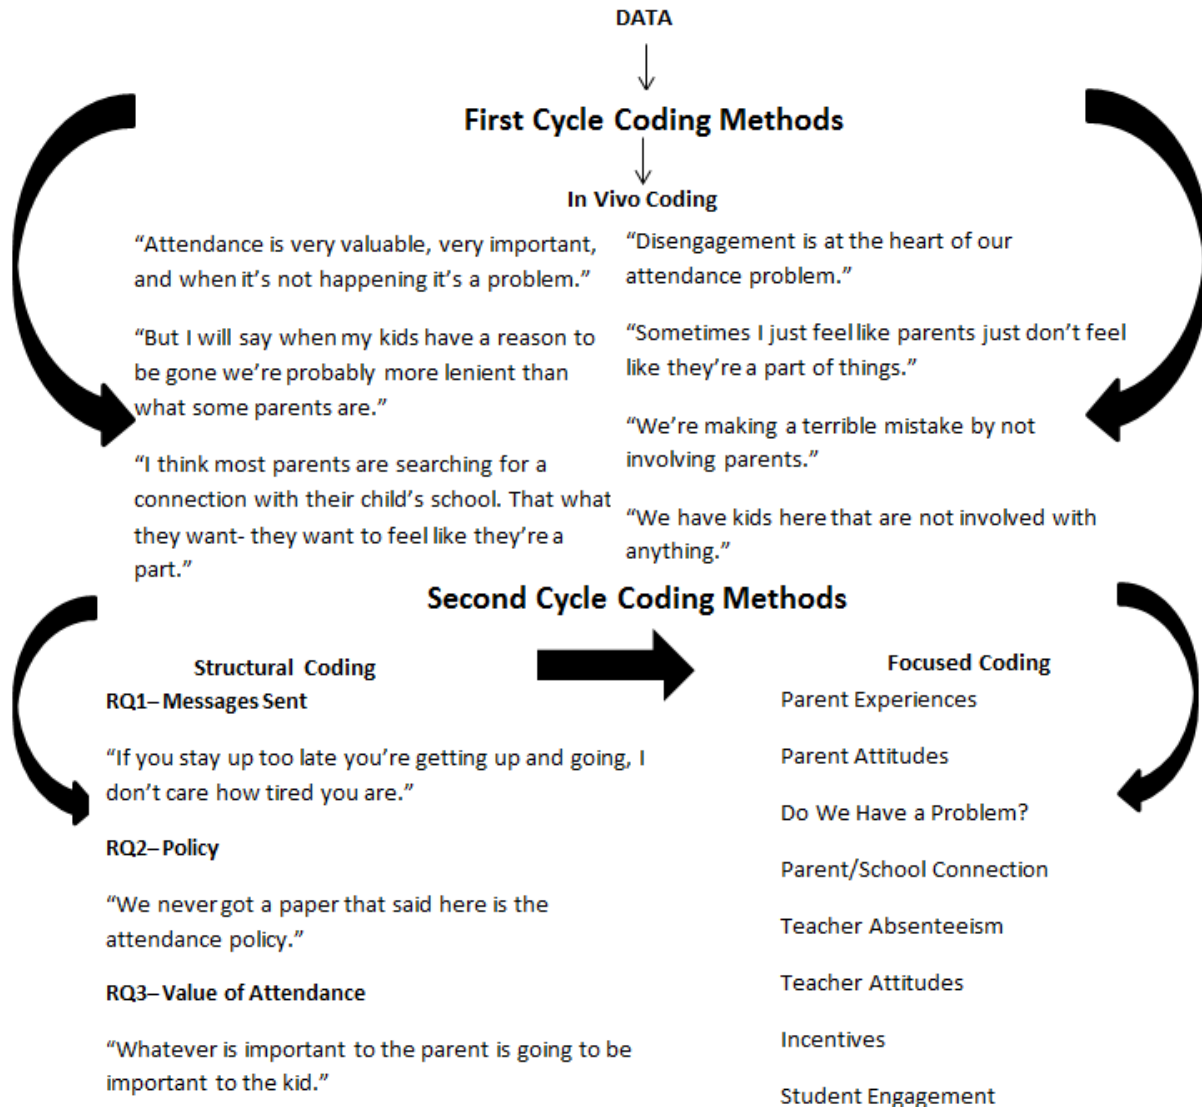 DATA
First Cycle Coding Methods
In Vivo Coding
“Attendance is very valuable, very important,
and when it’s not happening it’s a problem.”
“But I will say when my kids have a reason to
be gone we’re probably more lenient than
what some parents are.”
“I think most parents are searching for a
connection with their child’s school. That what
they want- they want to feel like they’re a
part.”
“Disengagement is at the heart of our
attendance problem.”
“Sometimes I just feel like parents just don’t feel
like they’re a part of things.”
“We’re making a terrible mistake by not
involving parents.”
“We have kids here that are not involved with
anything.”
Second Cycle Coding Methods
Structural Coding
RQ1– Messages Sent
“If you stay up too late you’re getting up and going, I
don’t care how tired you are.”
RQ2– Policy
“We never got a paper that said here is the
attendance policy.”
RQ3– Value of Attendance
“Whatever is important to the parent is going to be
important to the kid.”
Focused Coding
Parent Experiences
Parent Attitudes
Do We Have a Problem?
Parent/School Connection
Teacher Absenteeism
Teacher Attitudes
Incentives
Student Engagement